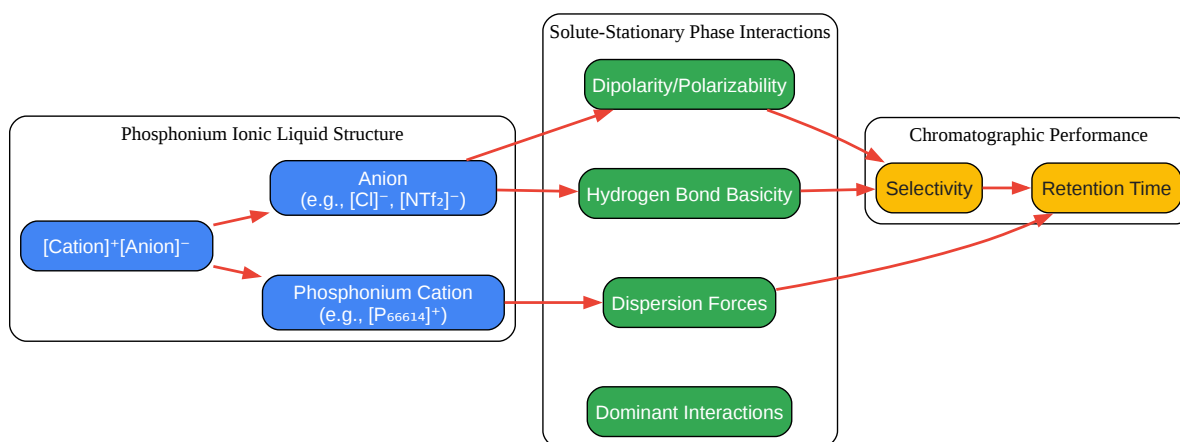 Phosphonium Ionic Liquid Structure
[Cation]⁺[Anion]⁻
Anion
(e.g., [Cl]⁻, [NTf₂]⁻)
Phosphonium Cation
(e.g., [P₆₆₆₁₄]⁺)
Solute-Stationary Phase Interactions
Dipolarity/Polarizability
Hydrogen Bond Basicity
Dispersion Forces
Dominant Interactions
Chromatographic Performance
Selectivity
Retention Time